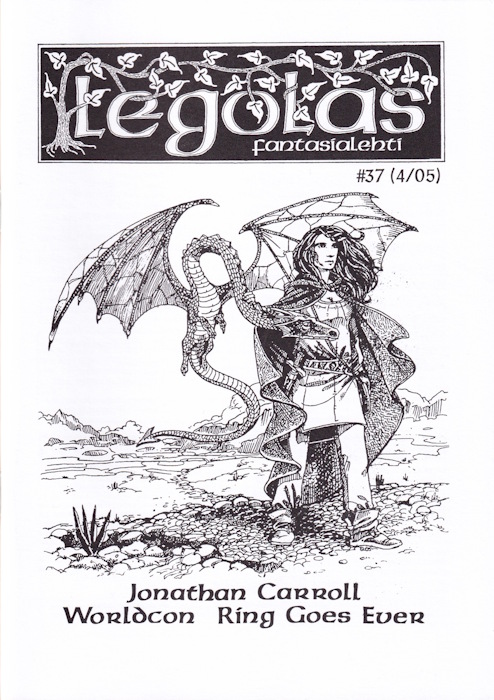 Legolas
fantasialehti
#37 (4/05)
Jonathan Carroll
Worldcon Ring Goes Ever